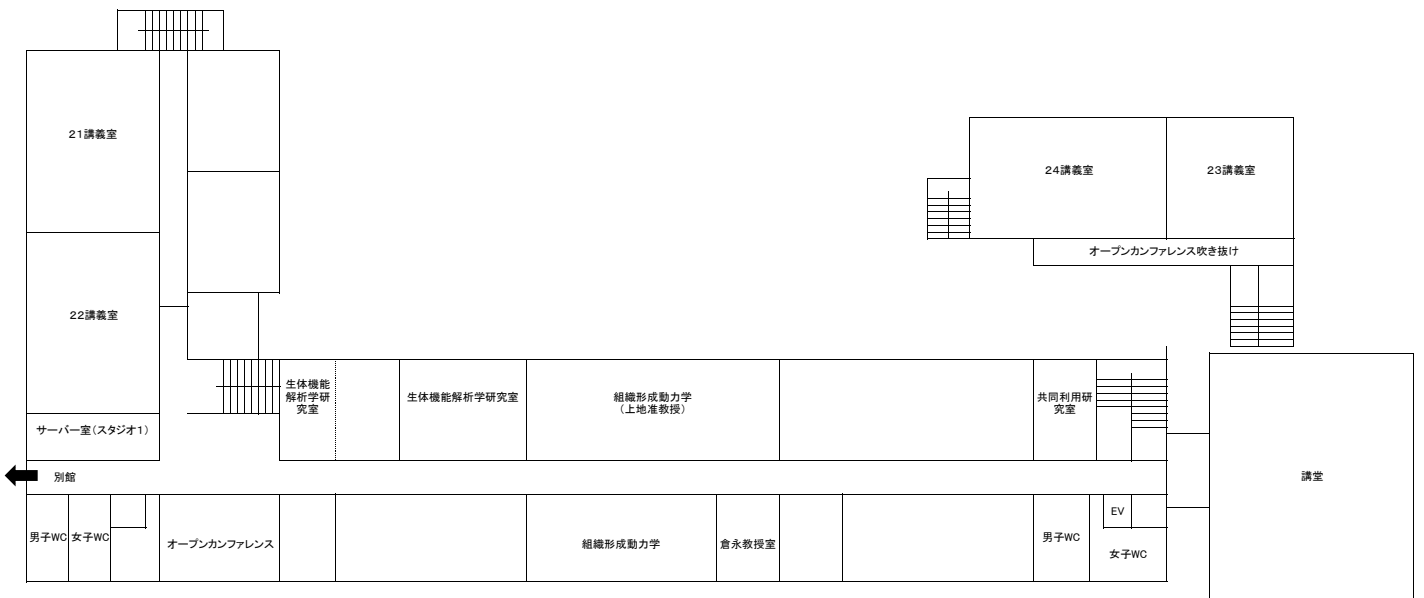 21講義室
24講義室
23講義室
オープンカンファレンス吹き抜け
22講義室
生体機能
解析学研
究室
生体機能解析学研究室
組織形成動力学
（上地准教授）
共同利用研
究室
サーバー室（スタジオ1）
別館
講堂
男子WC
女子WC
オープンカンファレンス
組織形成動力学
倉永教授室
男子WC
EV
女子WC